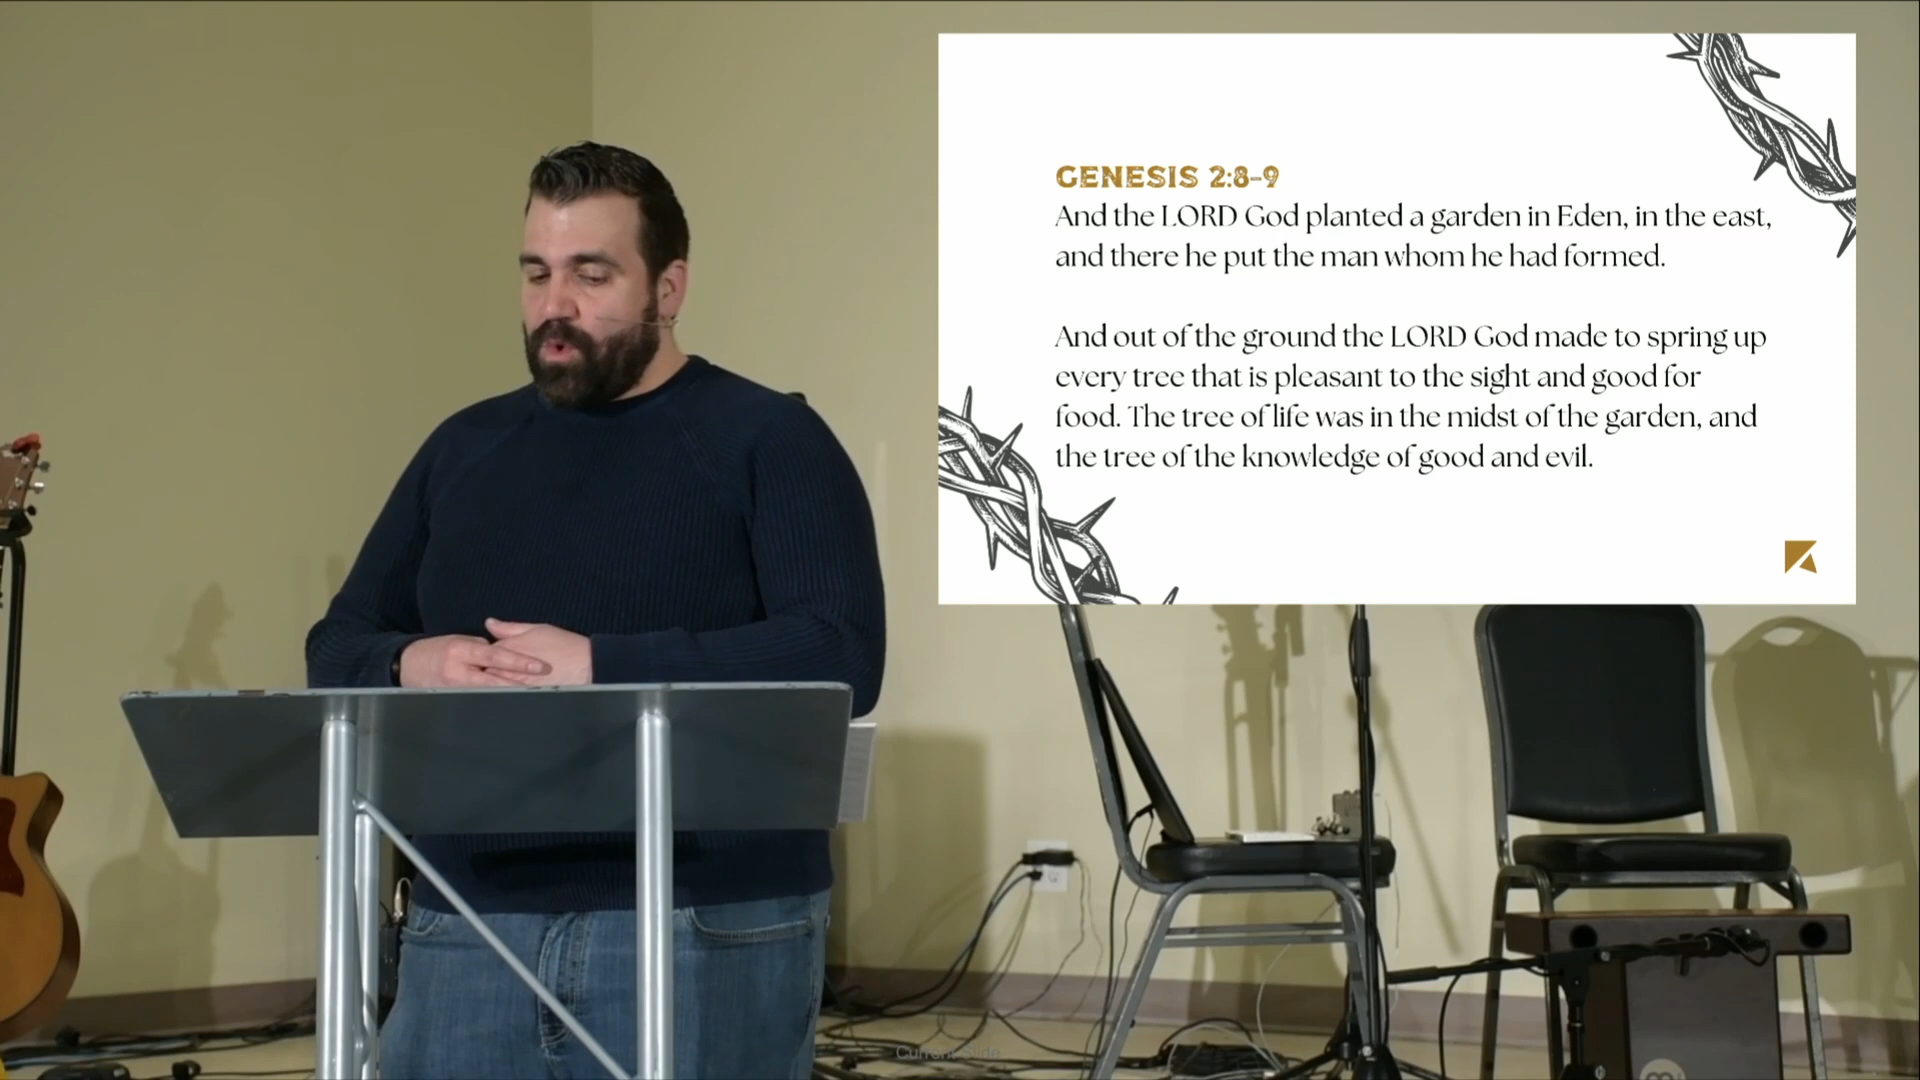 GENESIS 2:8-9
And the LORD God planted a garden in Eden, in the east,
and there he put the man whom he had formed.
And out of the ground the LORD God made to spring up
every tree that is pleasant to the sight and good for
food. The tree of life was in the midst of the garden, and
the tree of the knowledge of good and evil.
Current Slide